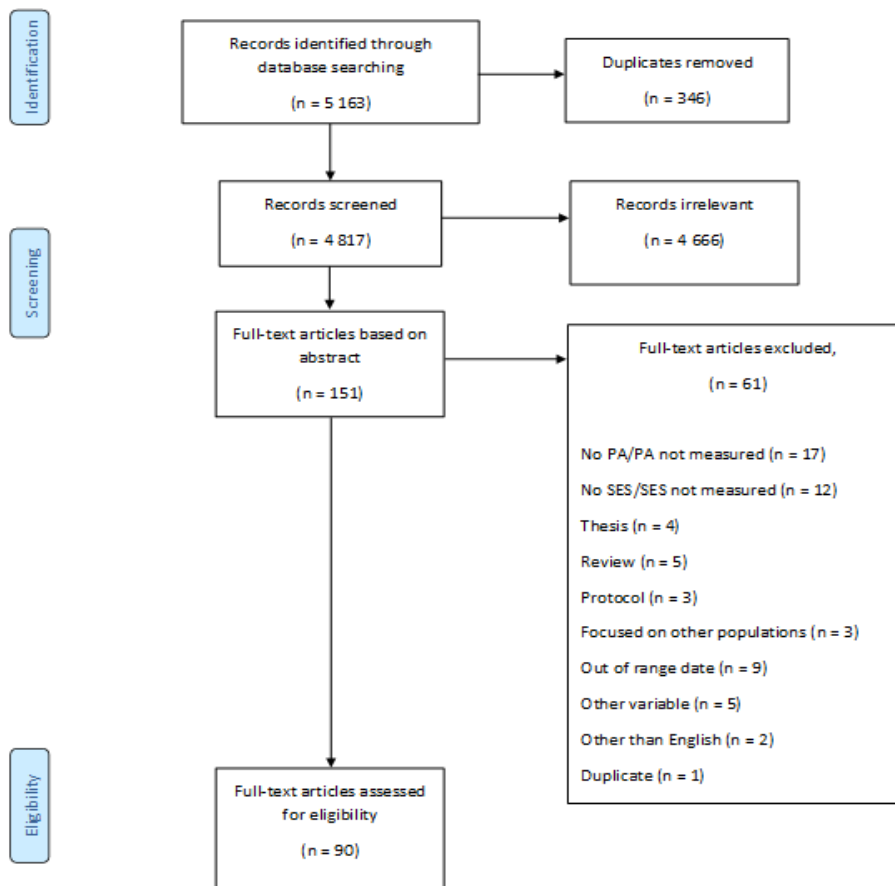 Identification
Records identified through
database searching
(n = 5 163)
Duplicates removed
(n = 346)
Screening
Records screened
(n = 4 817)
Records irrelevant
(n = 4 666)
Full-text articles based on
abstract
(n = 151)
Full-text articles excluded,
(n = 61)
No PA/PA not measured (n = 17)
No SES/SES not measured (n = 12)
Thesis (n = 4)
Review (n = 5)
Protocol (n = 3)
Focused on other populations (n = 3)
Out of range date (n = 9)
Other variable (n = 5)
Other than English (n = 2)
Duplicate (n = 1)
Eligibility
Full-text articles assessed
for eligibility
(n = 90)